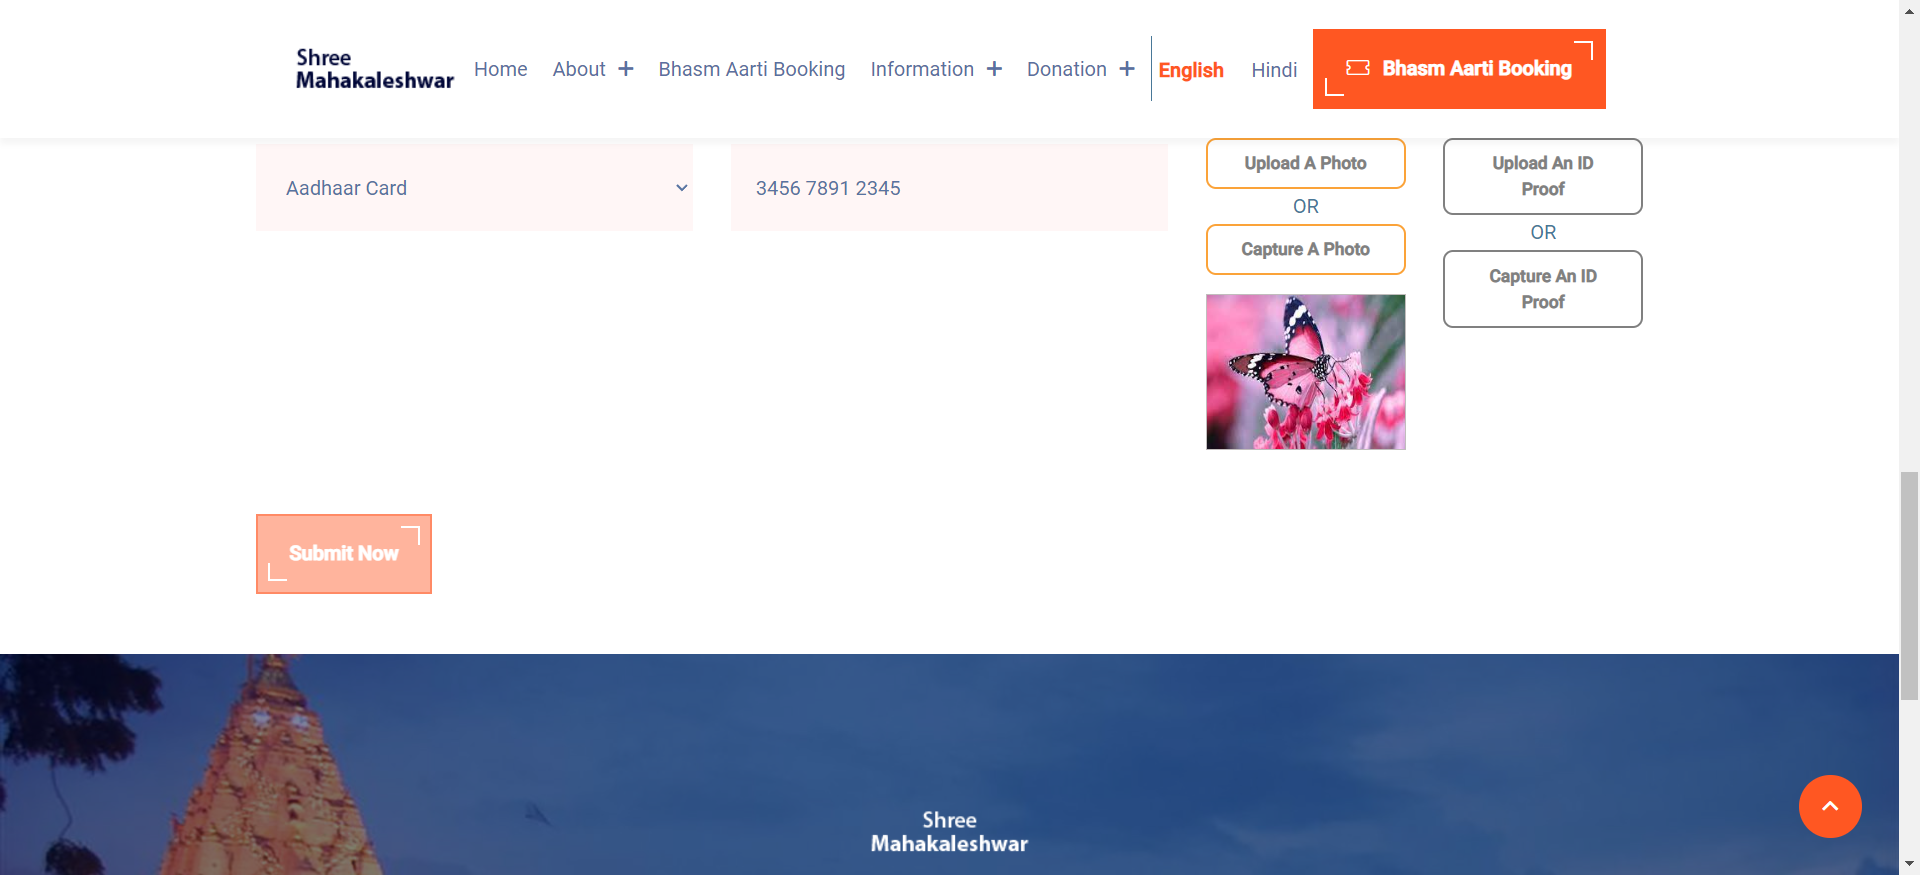 Shree
Mahakaleshwar
Home
About
Bhasm Aarti Booking
Information
Donation
English
Hindi
Bhasm Aarti Booking
Aadhaar Card
3456 7891 2345
Upload A Photo
OR
Capture A Photo
Upload An ID
Proof
OR
Capture An ID
Proof
Submit Now
Shree
Mahakaleshwar